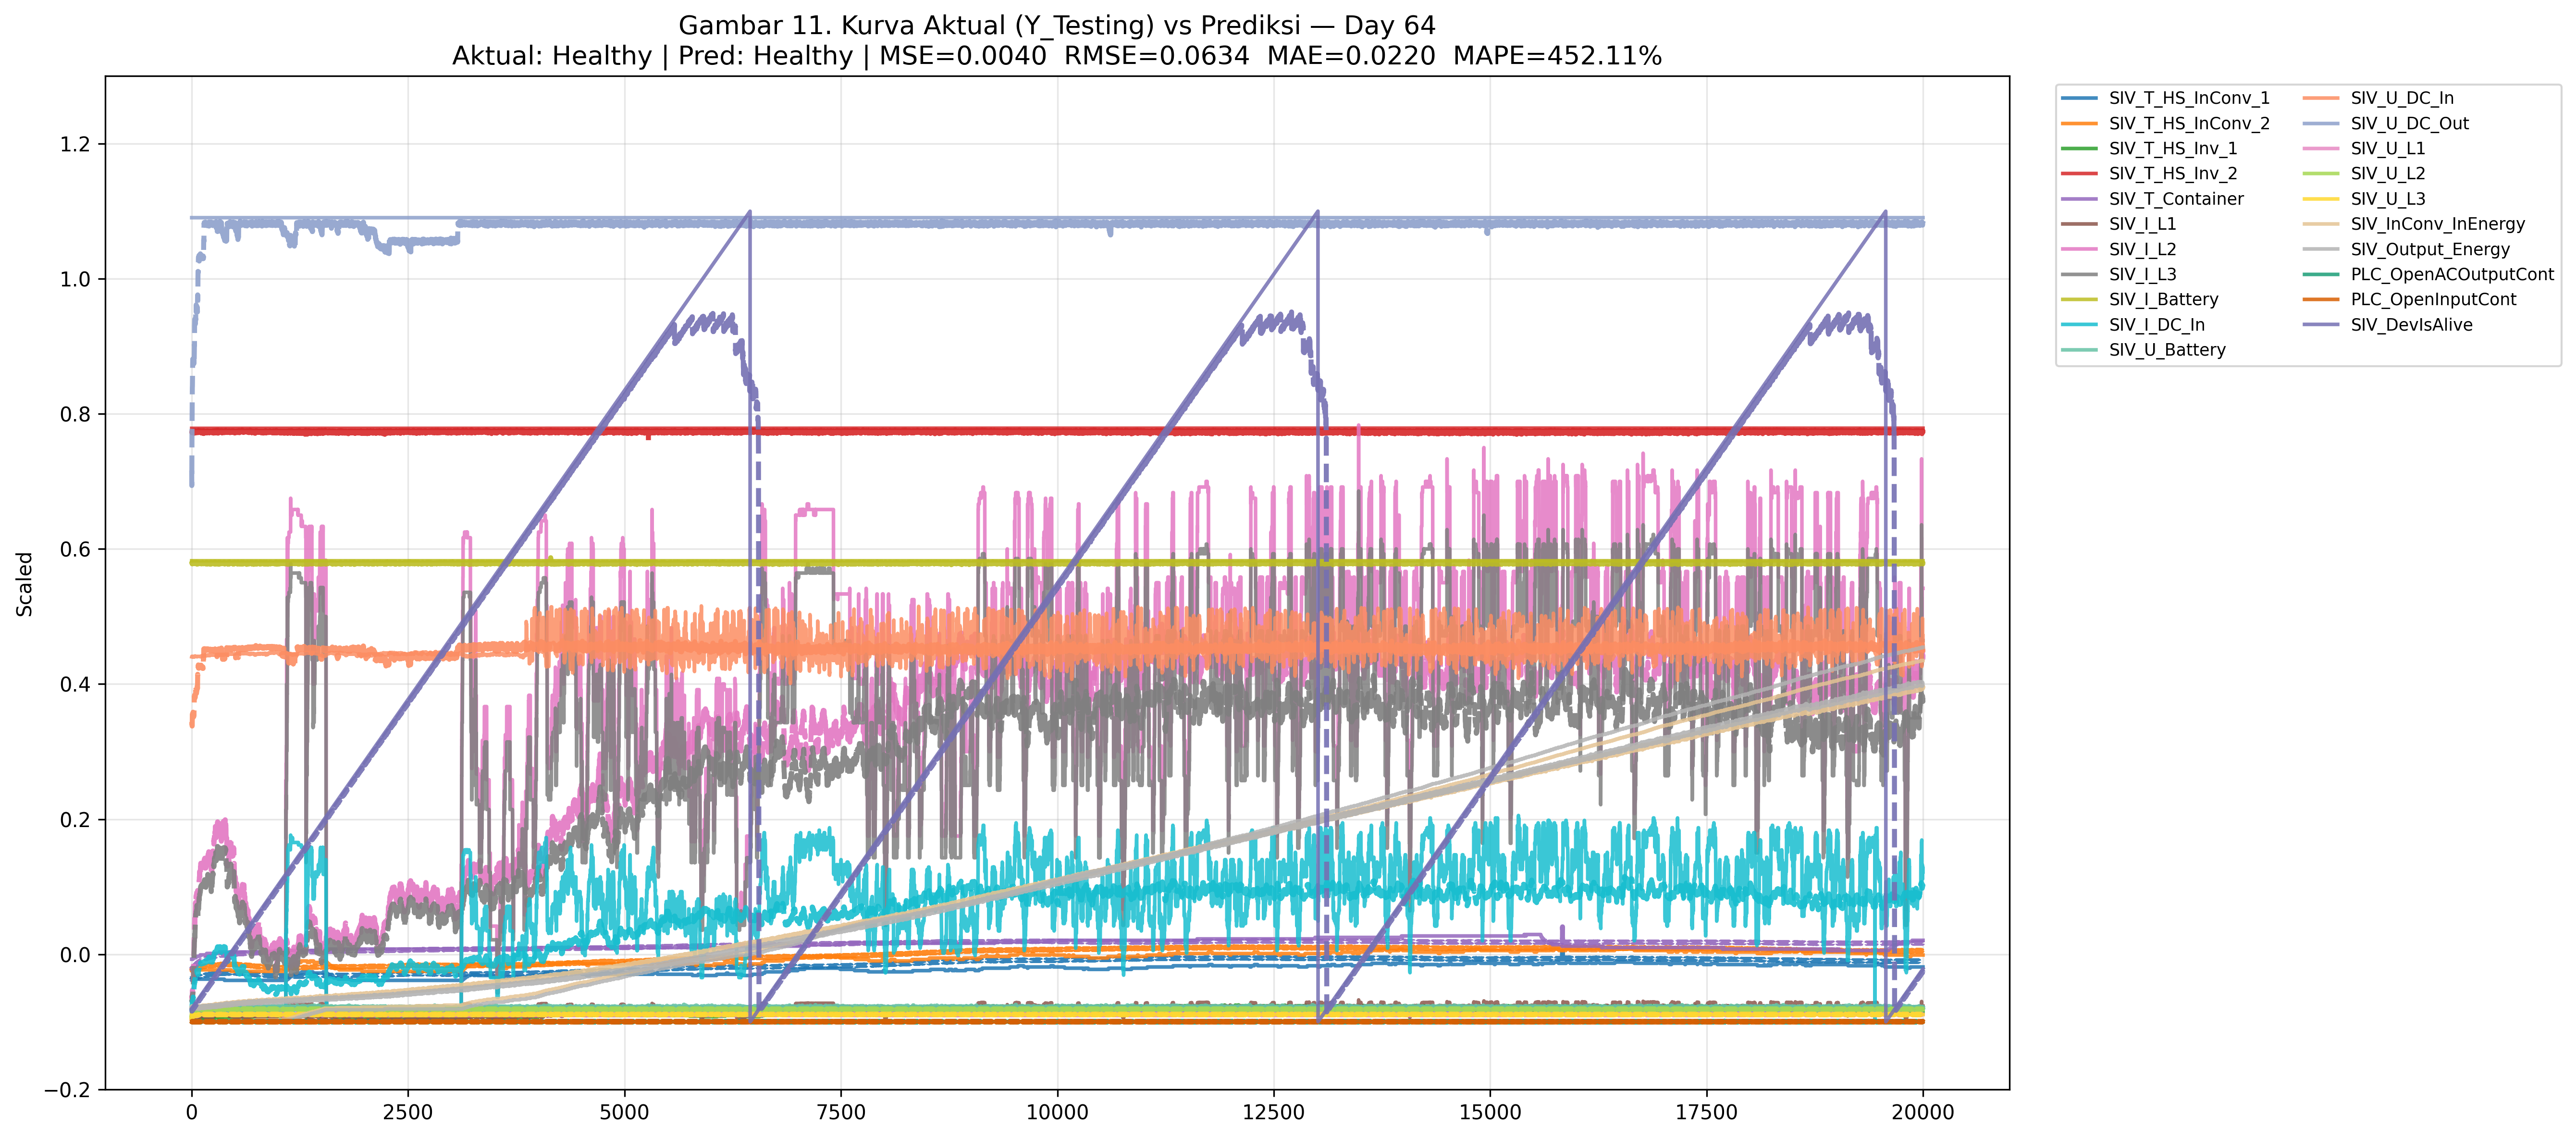 Gambar 11. Kurva Aktual (Y_Testing) vs Prediksi — Day 64
Aktual: Healthy | Pred: Healthy | MSE=0.0040  RMSE=0.0634  MAE=0.0220  MAPE=452.11%
Scaled
1.2
1.0
0.8
0.6
0.4
0.2
0.0
−0.2
0
2500
5000
7500
10000
12500
15000
17500
20000
SIV_T_HS_InConv_1
SIV_T_HS_InConv_2
SIV_T_HS_Inv_1
SIV_T_HS_Inv_2
SIV_T_Container
SIV_I_L1
SIV_I_L2
SIV_I_L3
SIV_I_Battery
SIV_I_DC_In
SIV_U_Battery
SIV_U_DC_In
SIV_U_DC_Out
SIV_U_L1
SIV_U_L2
SIV_U_L3
SIV_InConv_InEnergy
SIV_Output_Energy
PLC_OpenACOutputCont
PLC_OpenInputCont
SIV_DevIsAlive